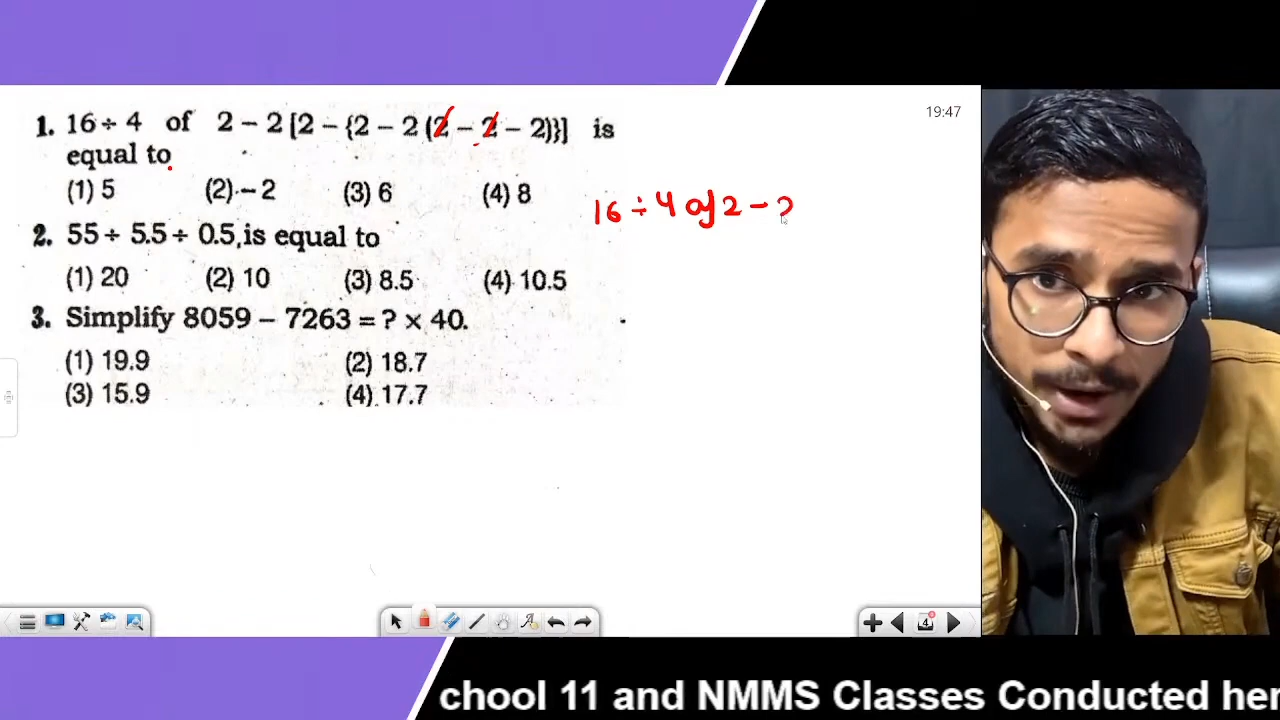 19:47
1. 16 ÷ 4 of 2 – 2 [2 – {2 – 2 (2 – 2 – 2)}] is
equal to
(1) 5 (2) – 2 (3) 6 (4) 8
16 ÷ 4 of 2 – 2
2. 55 ÷ 5.5 ÷ 0.5, is equal to
(1) 20 (2) 10 (3) 8.5 (4) 10.5
3. Simplify 8059 – 7263 = ? × 40.
(1) 19.9 (2) 18.7
(3) 15.9 (4) 17.7
4
chool 11 and NMMS Classes Conducted her